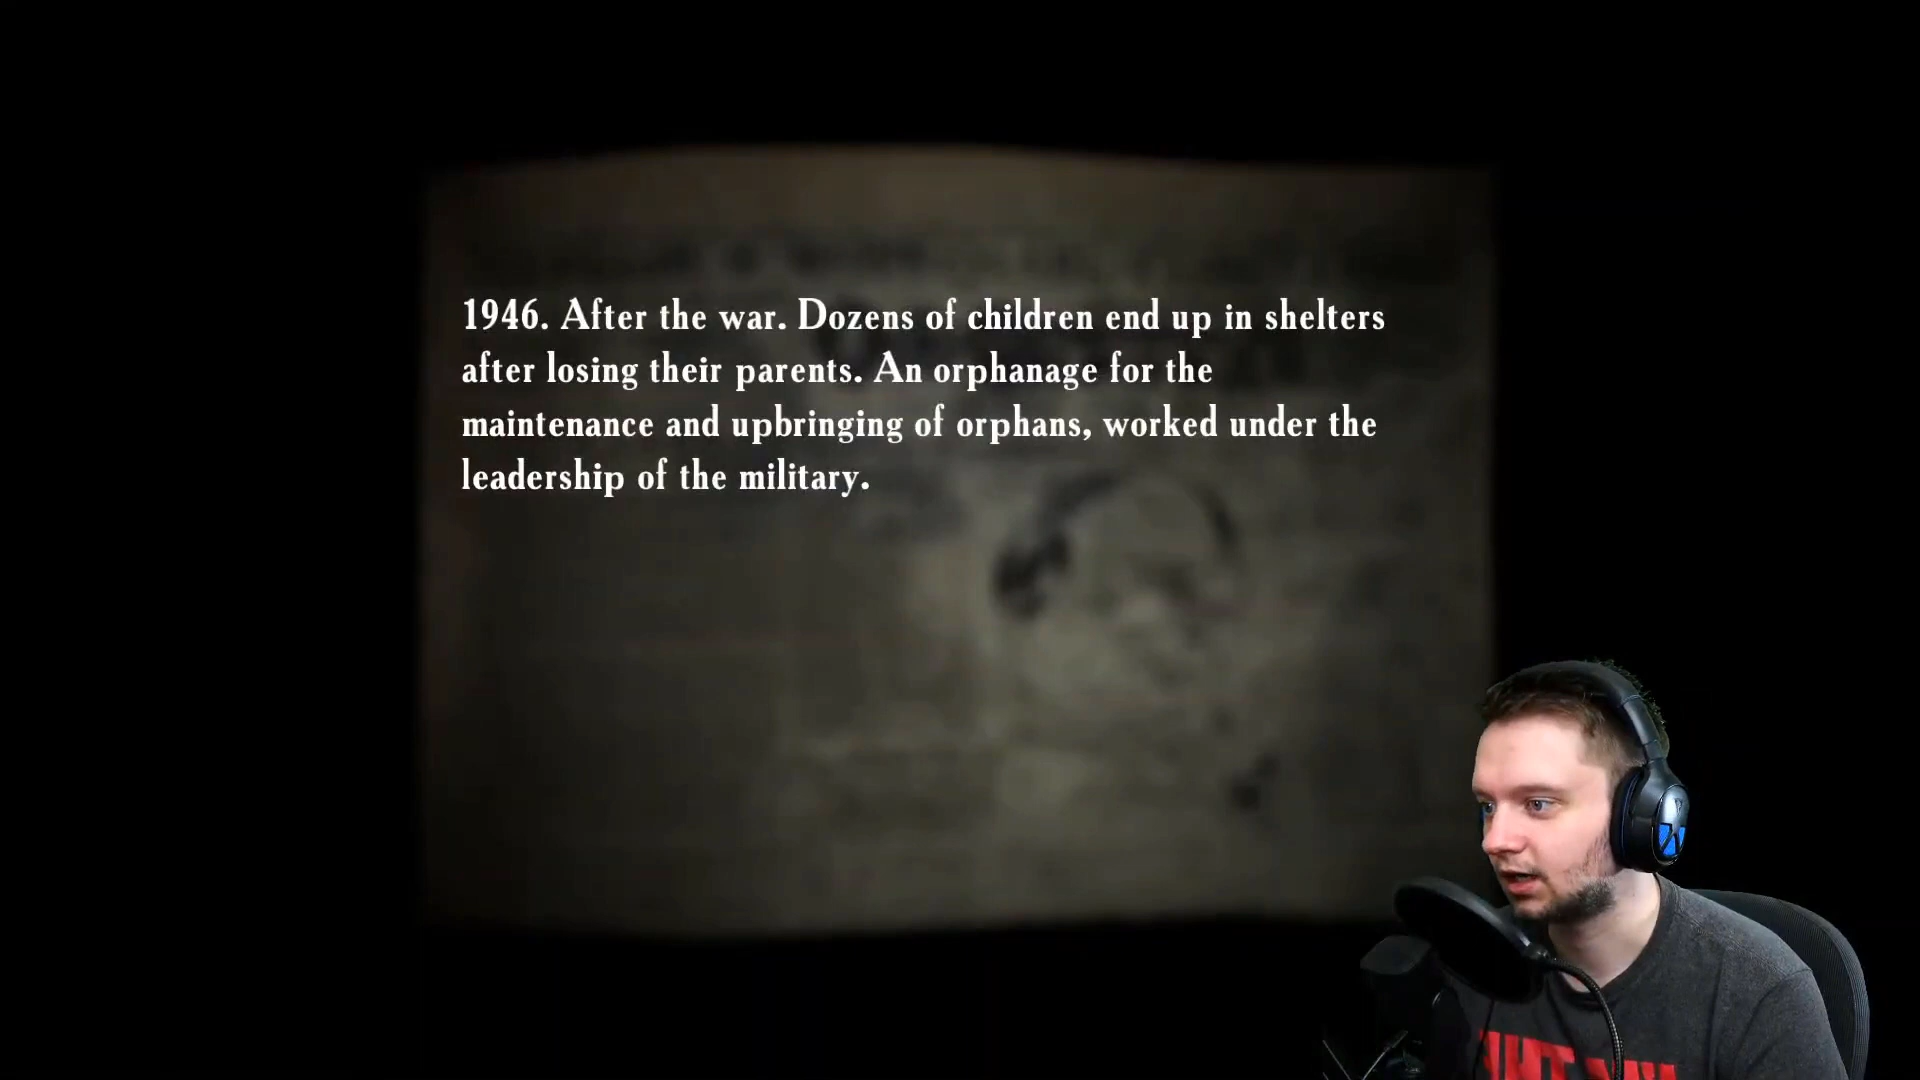 1946. After the war. Dozens of children end up in shelters
after losing their parents. An orphanage for the
maintenance and upbringing of orphans, worked under the
leadership of the military.